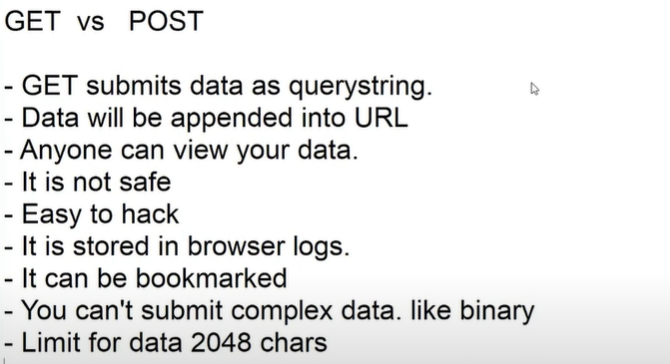 GET vs POST
- GET submits data as querystring.
- Data will be appended into URL
- Anyone can view your data.
- It is not safe
- Easy to hack
- It is stored in browser logs.
- It can be bookmarked
- You can't submit complex data. like binary
- Limit for data 2048 chars